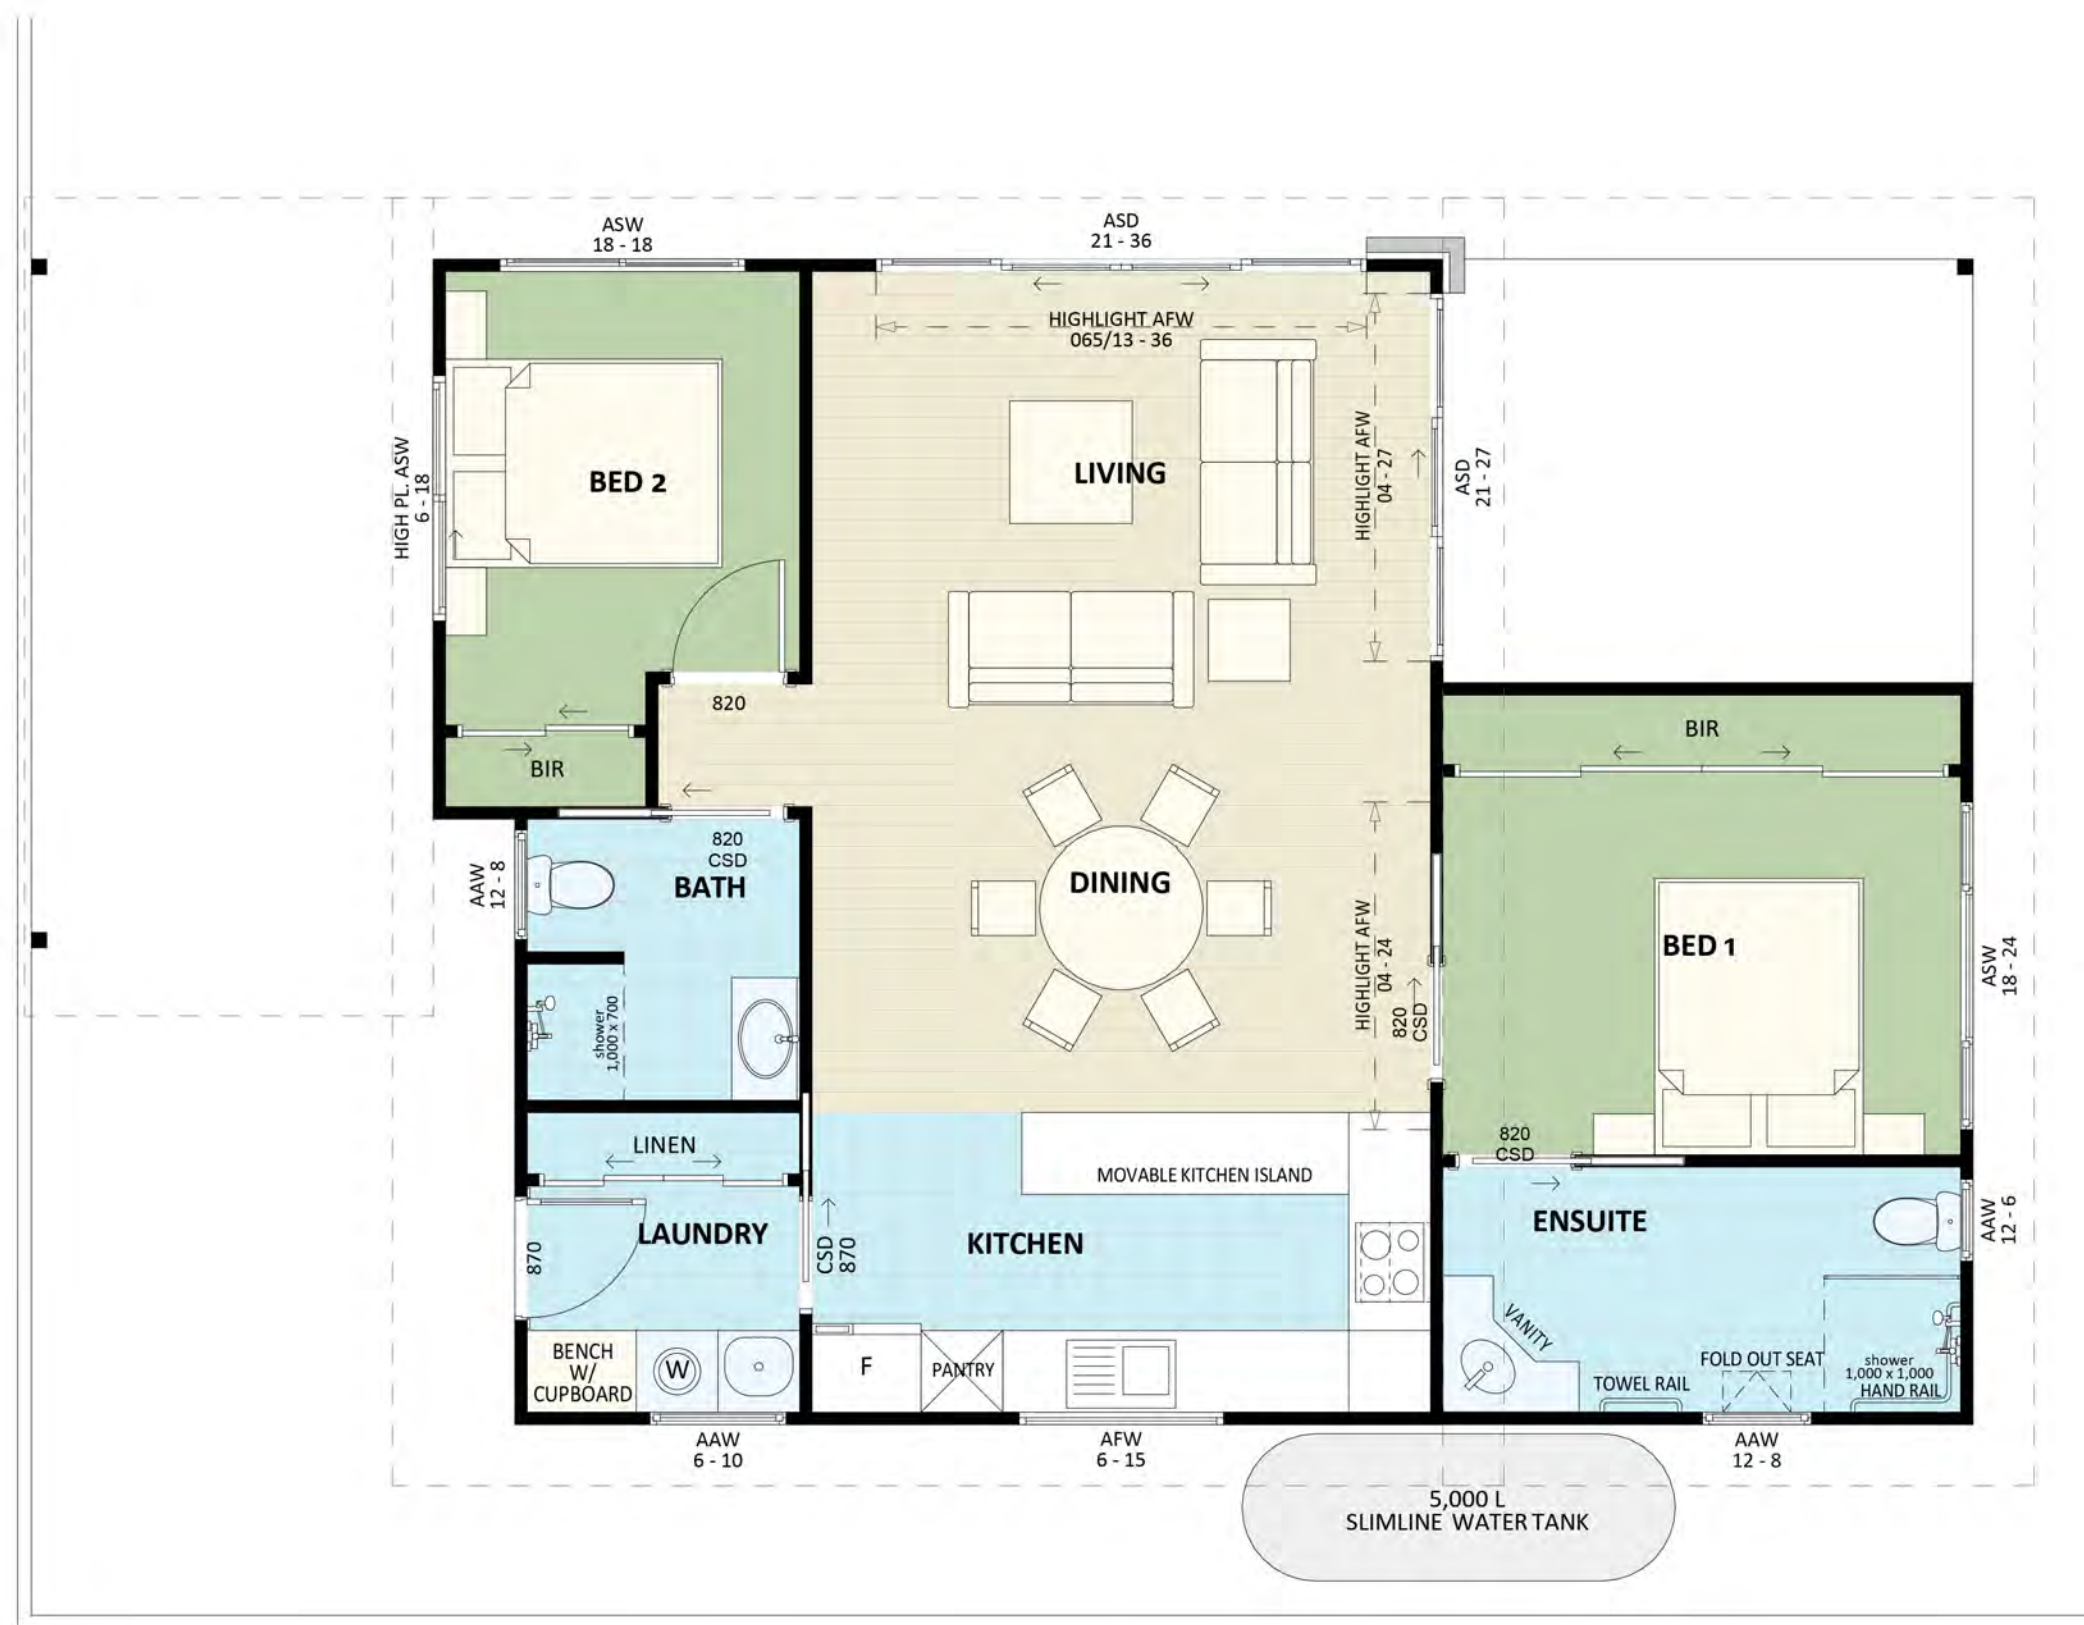 ASW
18 - 18
ASD
21 - 36
HIGHLIGHT AFW
065/13 - 36
HIGH PL. ASW
6 - 18
BED 2
LIVING
HIGHLIGHT AFW
04 - 27
ASD
21 - 27
820
BIR
BIR
820
CSD
BATH
AAW
12 - 8
DINING
HIGHLIGHT AFW
04 - 24
820
CSD
BED 1
ASW
18 - 24
shower
1,000 x 700
LINEN
MOVABLE KITCHEN ISLAND
820
CSD
LAUNDRY
870
CSD
870
KITCHEN
ENSUITE
AAW
12 - 6
VANITY
BENCH
W/
CUPBOARD
W
F
PANTRY
TOWEL RAIL
FOLD OUT SEAT
shower
1,000 x 1,000
HAND RAIL
AAW
6 - 10
AFW
6 - 15
AAW
12 - 8
5,000 L
SLIMLINE WATER TANK